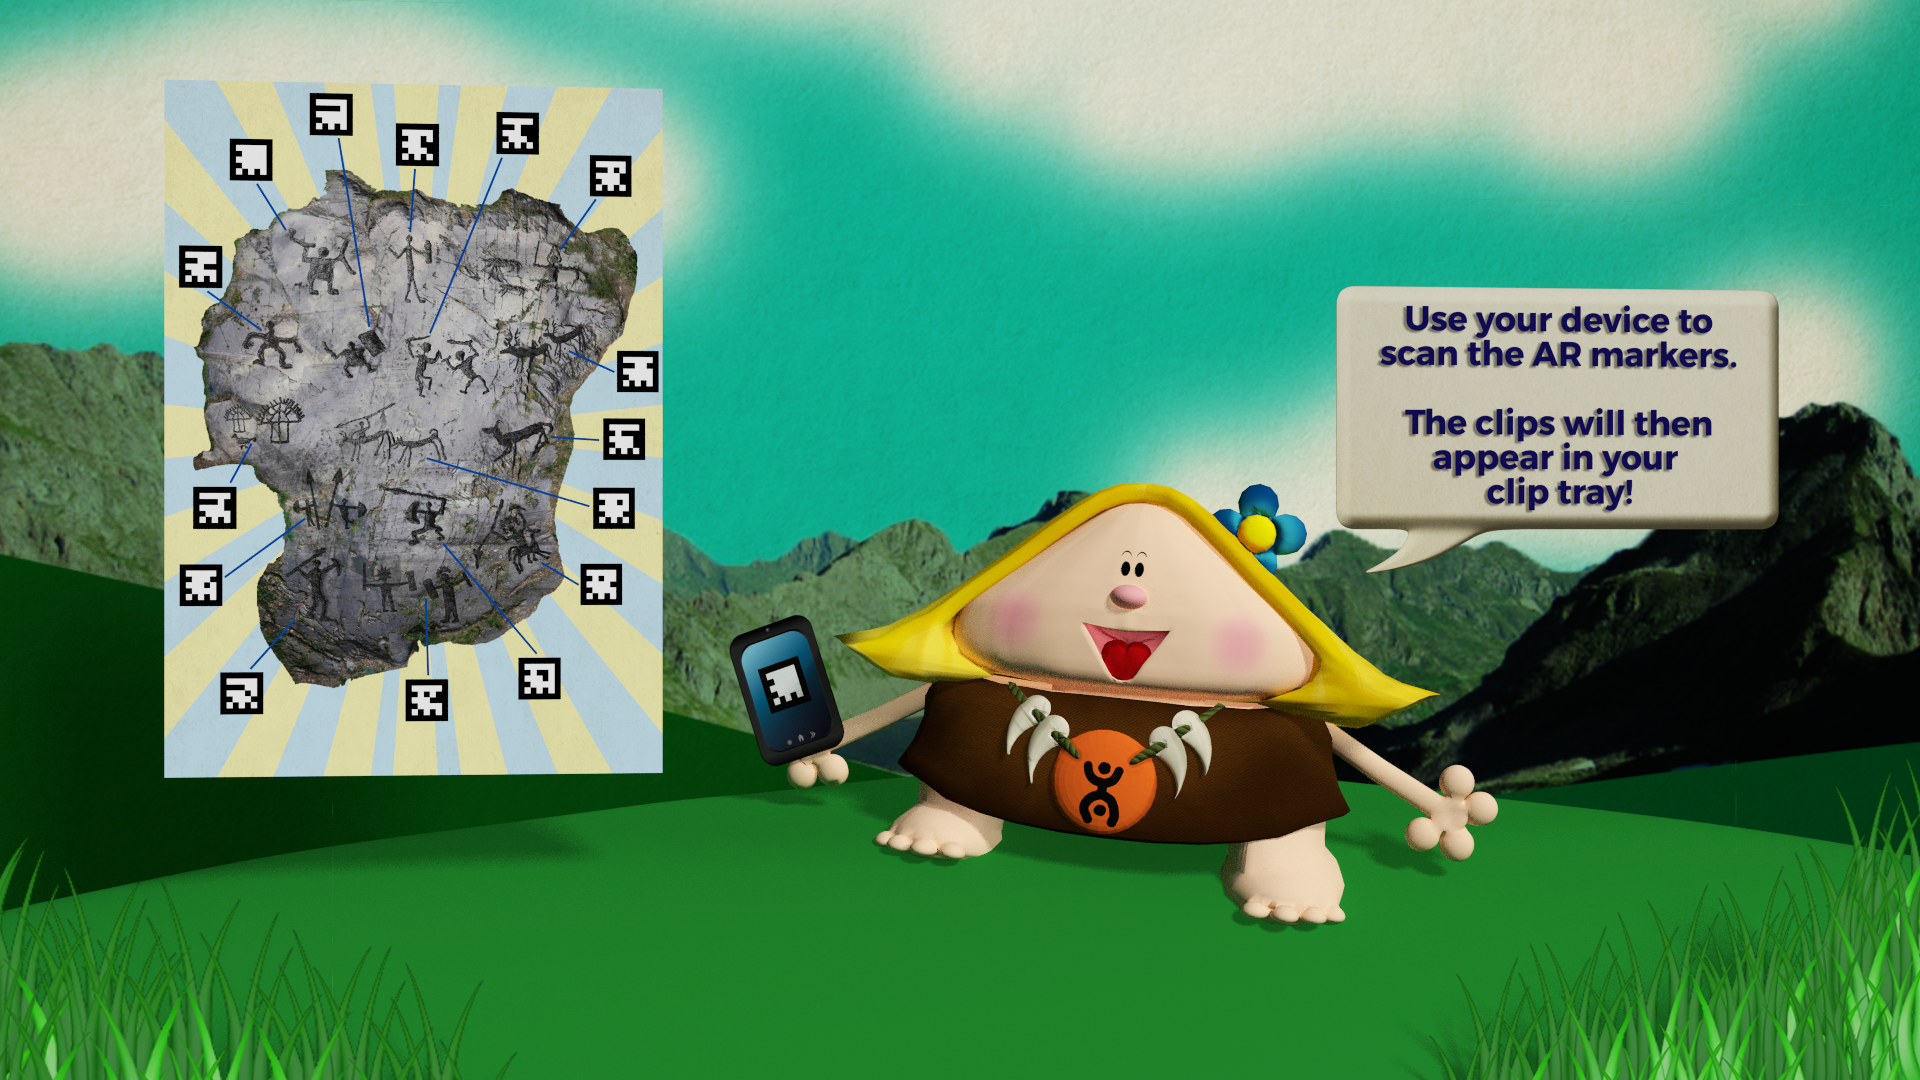 Use your device to
scan the AR markers.
The clips will then
appear in your
clip tray!